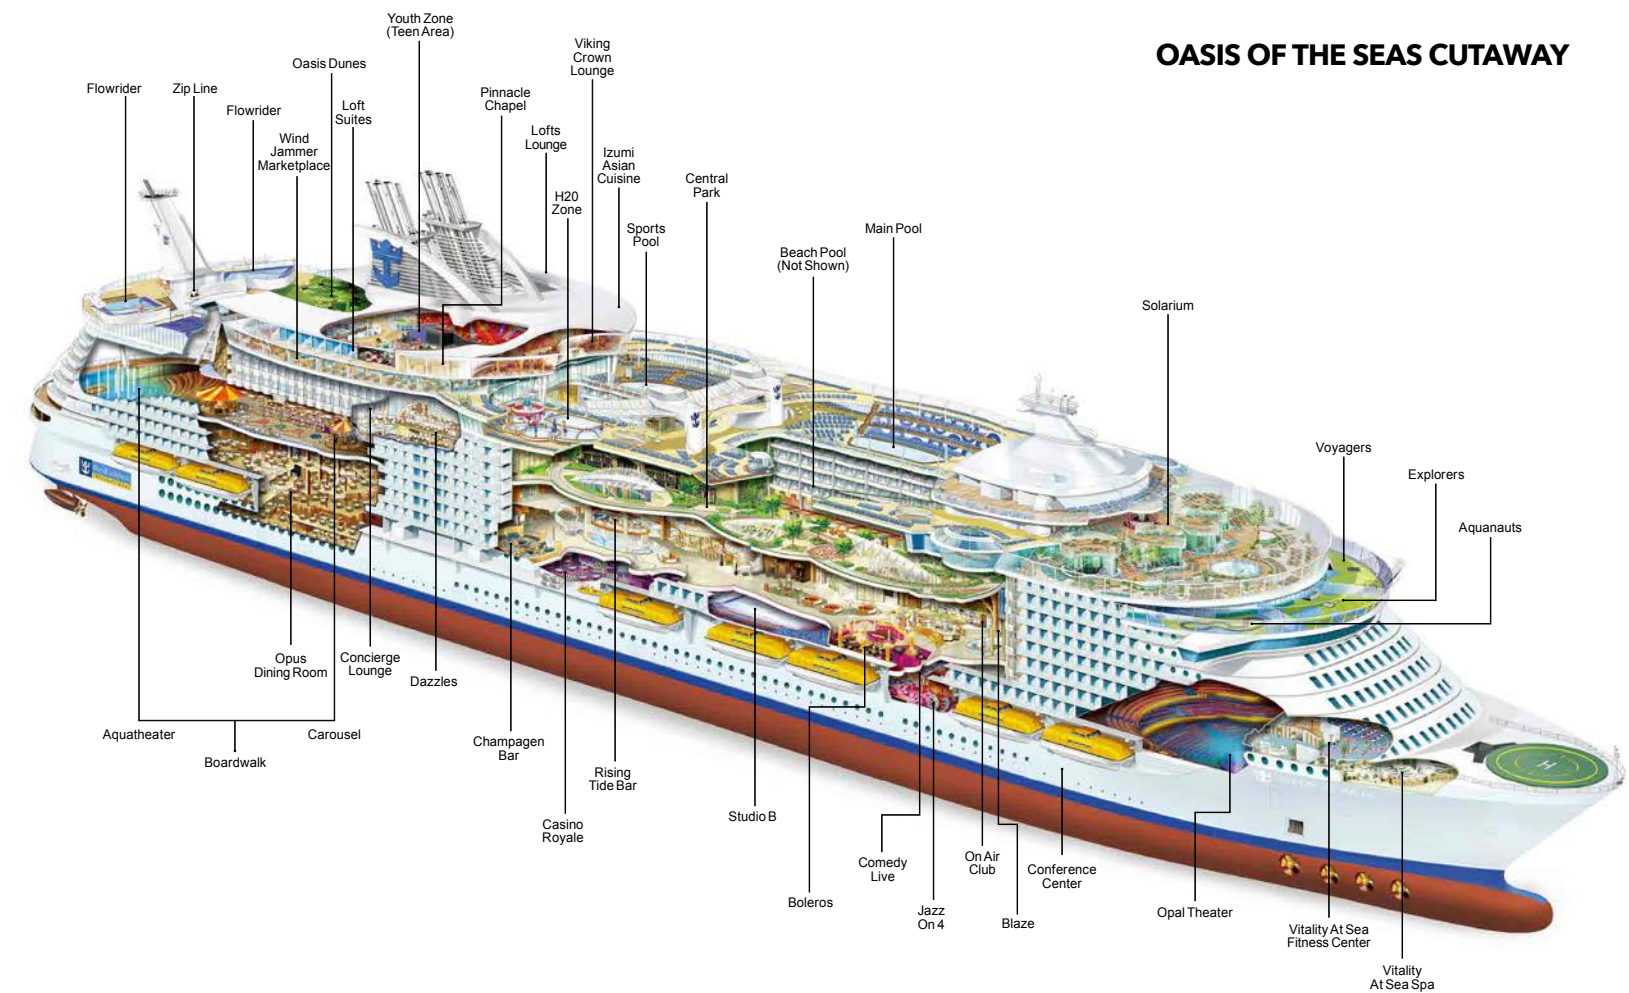 OASIS OF THE SEAS CUTAWAY
Youth Zone
(Teen Area)
Viking
Crown
Lounge
Oasis Dunes
Flowrider
Zip Line
Flowrider
Loft
Suites
Pinnacle
Chapel
Wind
Jammer
Marketplace
Lofts
Lounge
Izumi
Asian
Cuisine
H20
Zone
Central
Park
Sports
Pool
Main Pool
Beach Pool
(Not Shown)
Solarium
Voyagers
Explorers
Aquanauts
Opus
Dining Room
Concierge
Lounge
Dazzles
Aquatheater
Carousel
Boardwalk
Champagen
Bar
Rising
Tide Bar
Casino
Royale
Studio B
Boleros
Comedy
Live
Jazz
On 4
On Air
Club
Blaze
Conference
Center
Opal Theater
Vitality At Sea
Fitness Center
Vitality
At Sea Spa
H